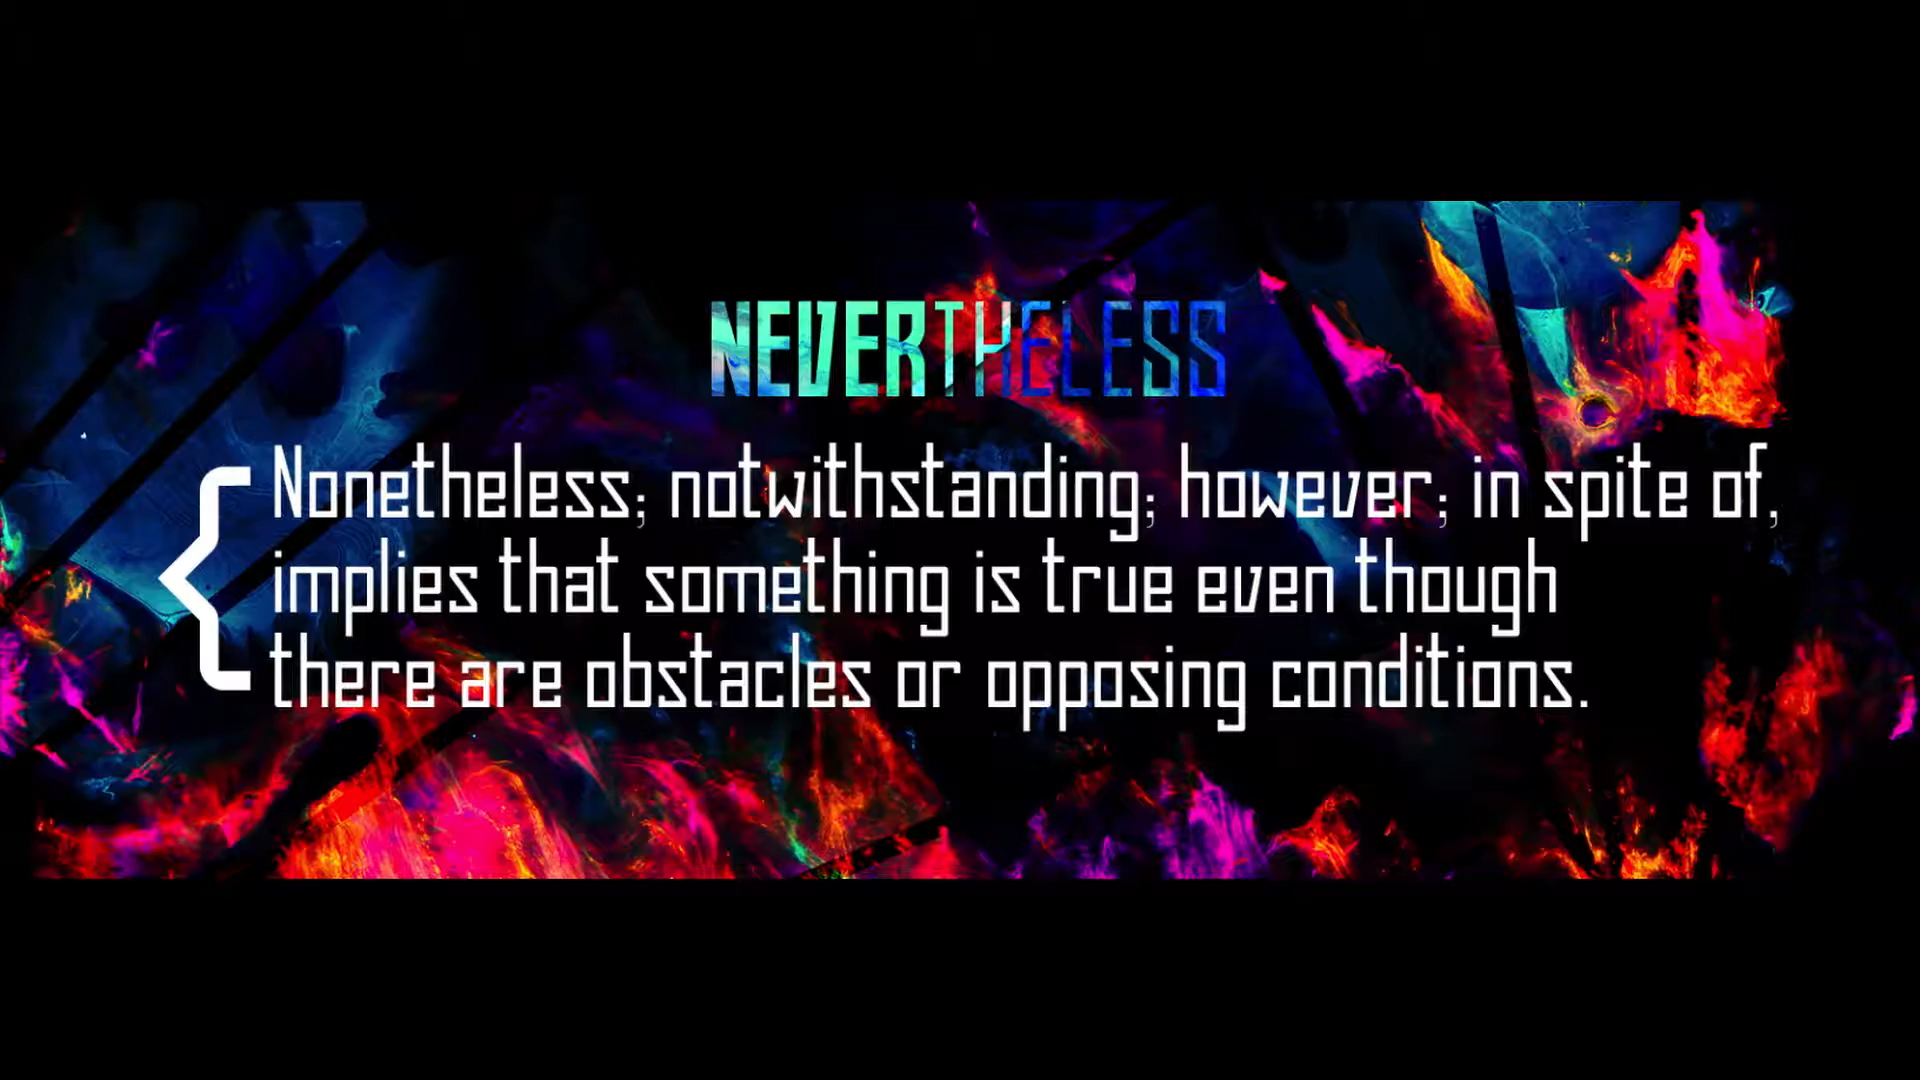 NEVERTHELESS
Nonetheless; notwithstanding; however; in spite of,
implies that something is true even though
there are obstacles or opposing conditions.